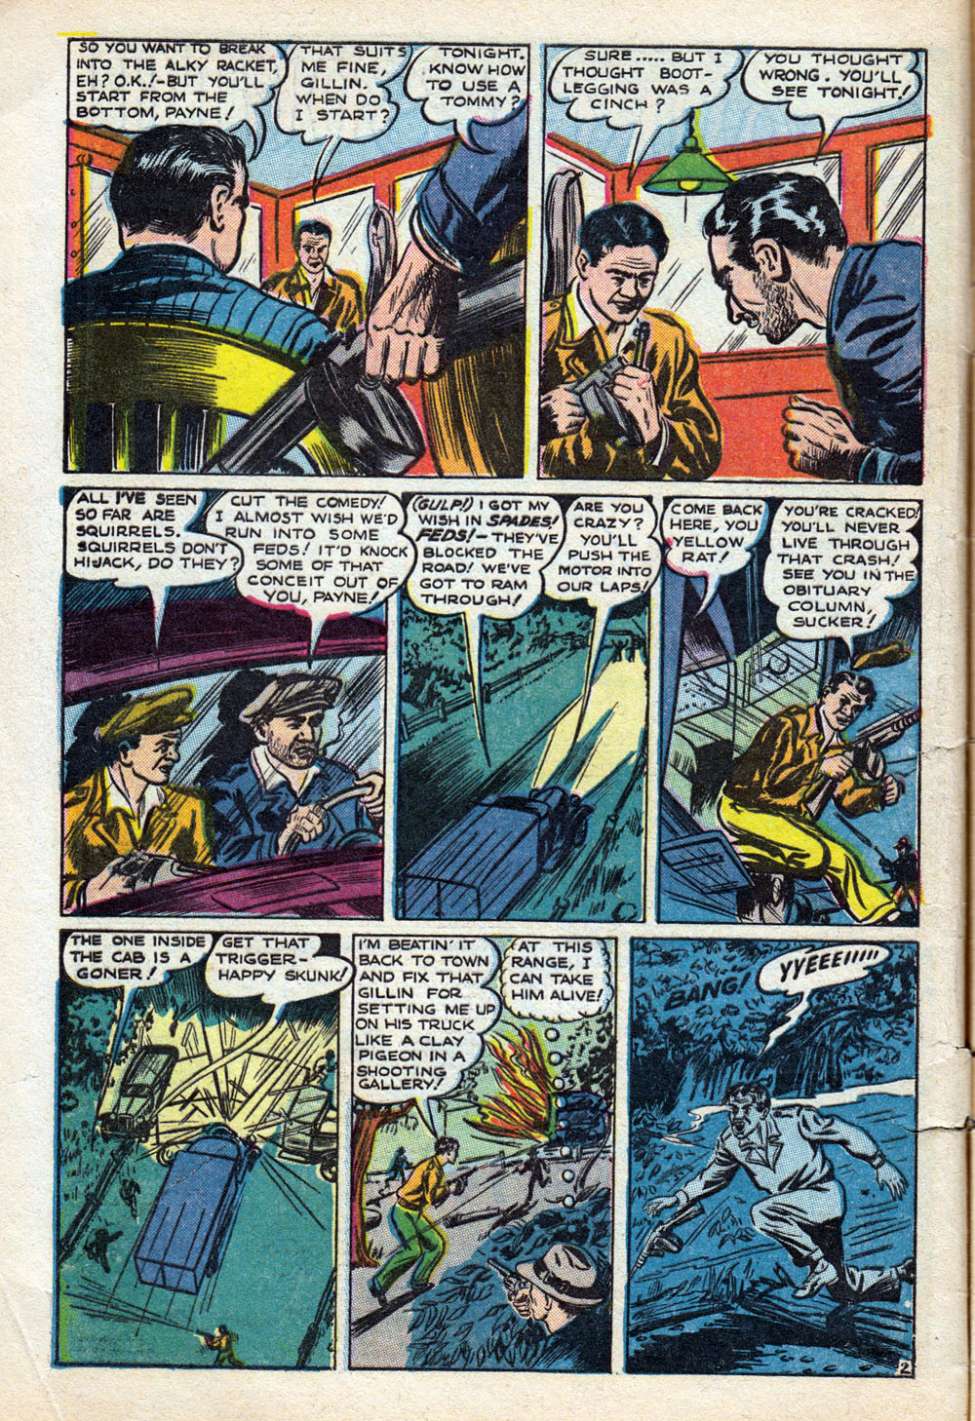 SO YOU WANT TO BREAK
INTO THE ALKY RACKET,
EH? O.K.!-BUT YOU'LL
START FROM THE
BOTTOM, PAYNE!
THAT SUITS
ME FINE,
GILLIN.
WHEN DO
I START?
TONIGHT.
KNOW HOW
TO USE A
TOMMY?
SURE..... BUT I
THOUGHT BOOT-
LEGGING WAS A
CINCH?
YOU THOUGHT
WRONG. YOU'LL
SEE TONIGHT!
ALL I'VE SEEN
SO FAR ARE
SQUIRRELS.
SQUIRRELS DON'T
HIJACK, DO THEY?
CUT THE COMEDY!
I ALMOST WISH WE'D
RUN INTO SOME
FEDS! IT'D KNOCK
SOME OF THAT
CONCEIT OUT OF
YOU, PAYNE!
(GULP!) I GOT MY
WISH IN SPADES!
FEDS!-THEY'VE
BLOCKED THE
ROAD! WE'VE
GOT TO RAM
THROUGH!
ARE YOU
CRAZY?
YOU'LL
PUSH THE
MOTOR INTO
OUR LAPS!
COME BACK
HERE, YOU
YELLOW
RAT!
YOU'RE CRACKED!
YOU'LL NEVER
LIVE THROUGH
THAT CRASH!
SEE YOU IN THE
OBITUARY
COLUMN,
SUCKER!
THE ONE INSIDE
THE CAB IS A
GONER!
GET THAT
TRIGGER-
HAPPY SKUNK!
I'M BEATIN' IT
BACK TO TOWN
AND FIX THAT
GILLIN FOR
SETTING ME UP
ON HIS TRUCK
LIKE A CLAY
PIGEON IN A
SHOOTING
GALLERY!
AT THIS
RANGE, I
CAN TAKE
HIM ALIVE!
BANG!
YYEEEIIIII
2